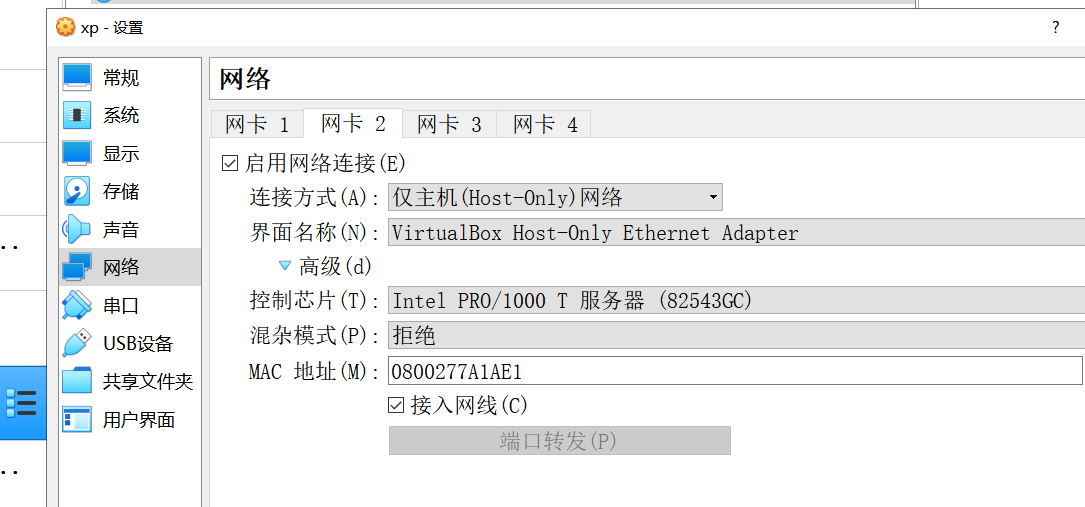 xp - 设置
?
常规
系统
显示
存储
声音
网络
串口
USB设备
共享文件夹
用户界面
网络
网卡 1 网卡 2 网卡 3 网卡 4
启用网络连接(E)
连接方式(A): 仅主机(Host-Only)网络
界面名称(N): VirtualBox Host-Only Ethernet Adapter
高级(d)
控制芯片(T): Intel PRO/1000 T 服务器 (82543GC)
混杂模式(P): 拒绝
MAC 地址(M): 0800277A1AE1
接入网线(C)
端口转发(P)
..
..